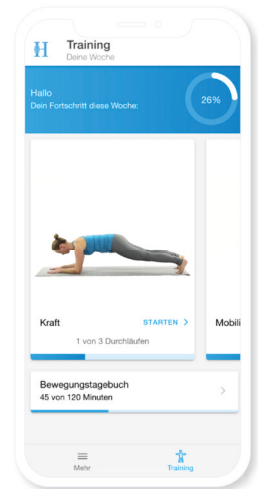 H
Training
Deine Woche
Hallo
Dein Fortschritt diese Woche:
26%
Kraft
STARTEN >
Mobili
1 von 3 Durchläufen
Bewegungstagebuch
45 von 120 Minuten
Mehr
Training